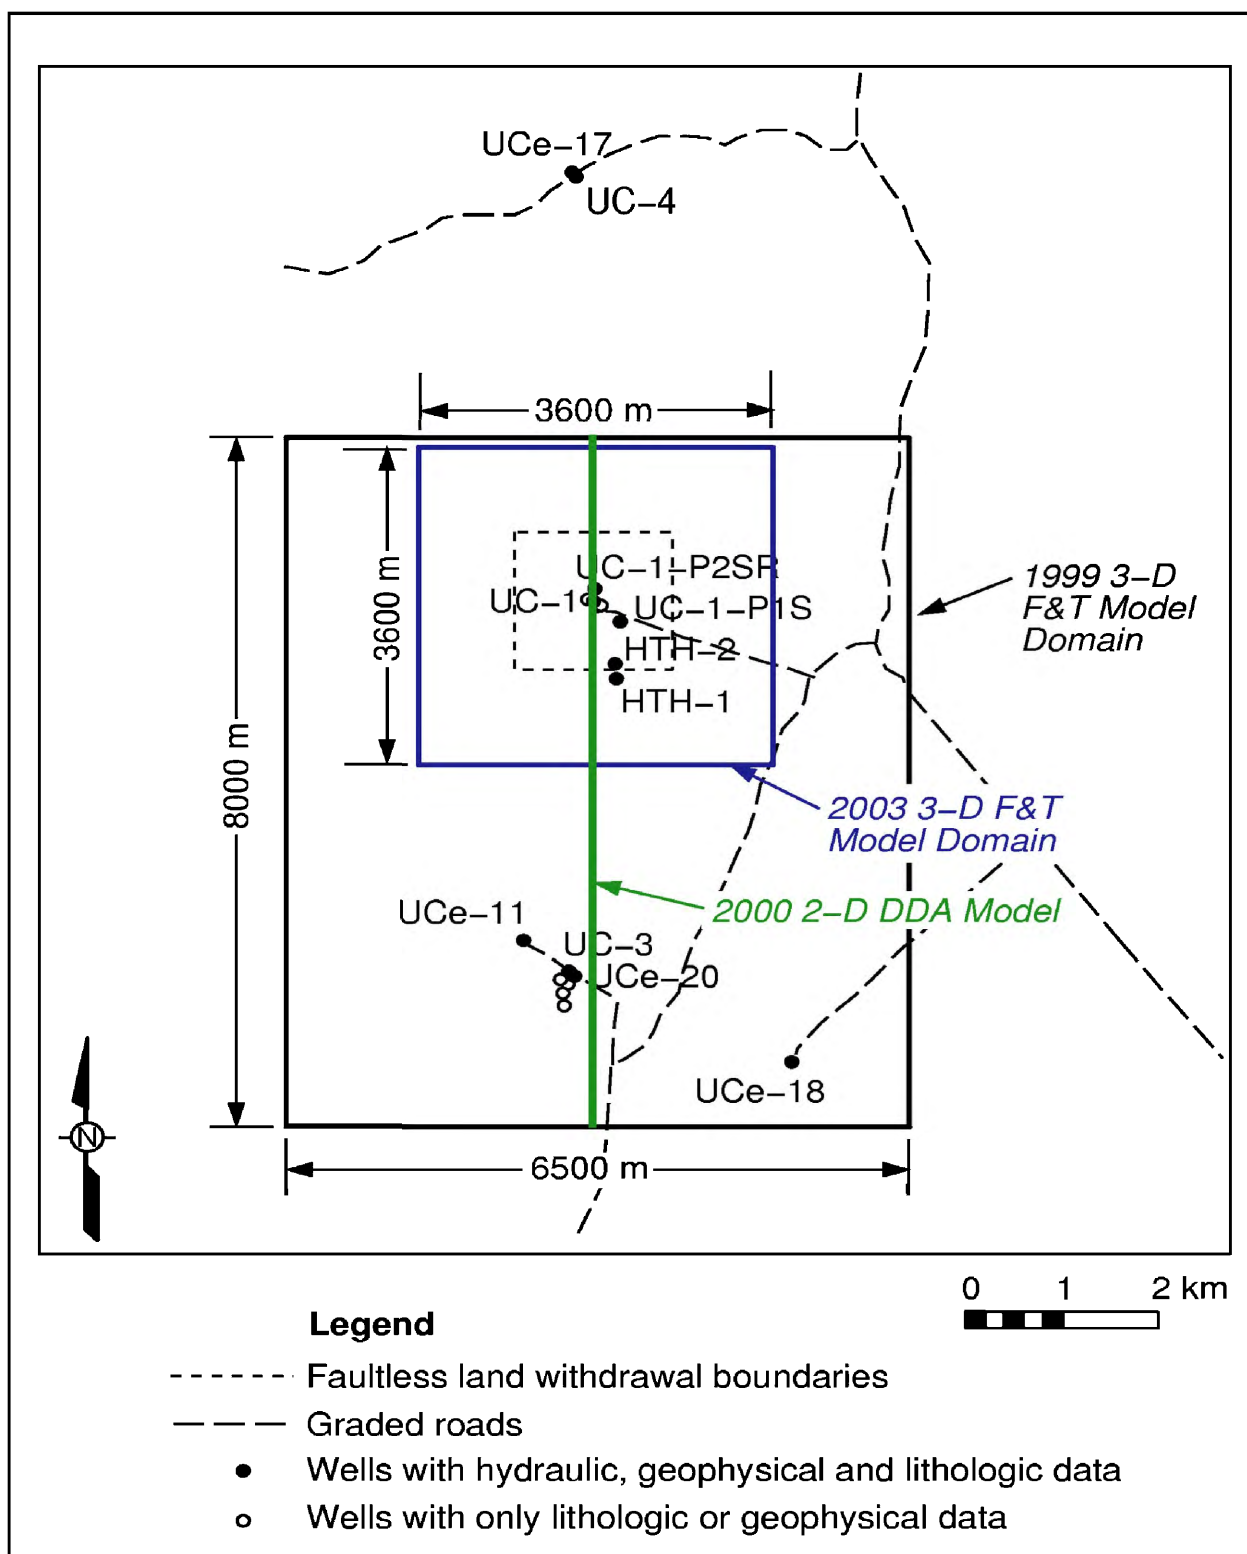 UCe-17
UC-4
3600 m
3600 m
8000 m
UC-1-P2SR
UC-1
UC-1-P1S
HTH-2
HTH-1
1999 3-D
F&T Model
Domain
2003 3-D F&T
Model Domain
2000 2-D DDA Model
UCe-11
UC-3
UCe-20
UCe-18
N
6500 m
0 1 2 km
Legend
Faultless land withdrawal boundaries
Graded roads
Wells with hydraulic, geophysical and lithologic data
Wells with only lithologic or geophysical data